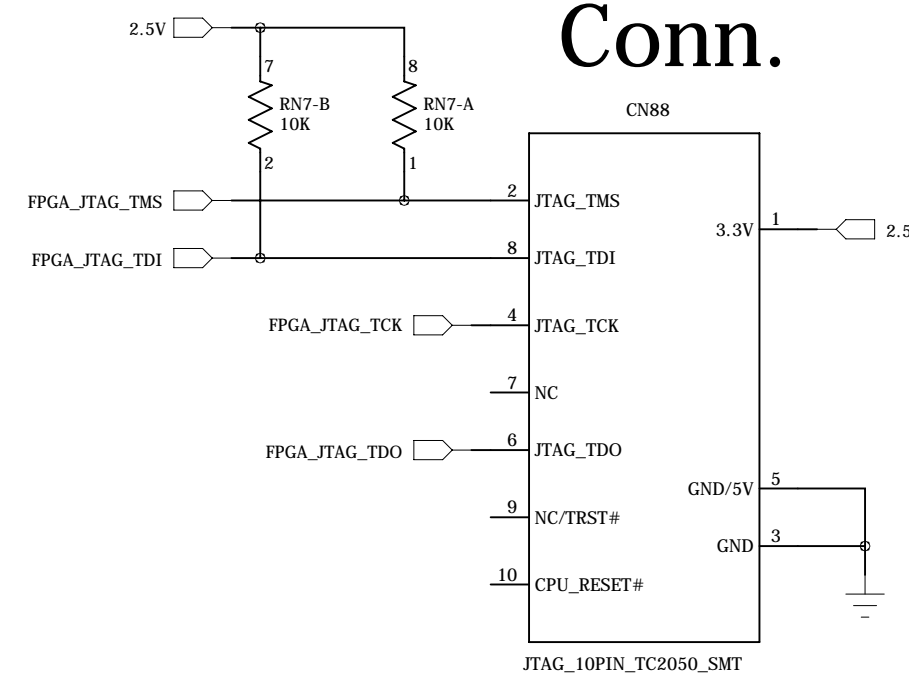 Conn.
2.5V
7
8
RN7-B
10K
RN7-A
10K
2
1
CN88
FPGA_JTAG_TMS
2
JTAG_TMS
3.3V
1
2.5
FPGA_JTAG_TDI
8
JTAG_TDI
FPGA_JTAG_TCK
4
JTAG_TCK
7
NC
FPGA_JTAG_TDO
6
JTAG_TDO
GND/5V
5
9
NC/TRST#
GND
3
10
CPU_RESET#
JTAG_10PIN_TC2050_SMT